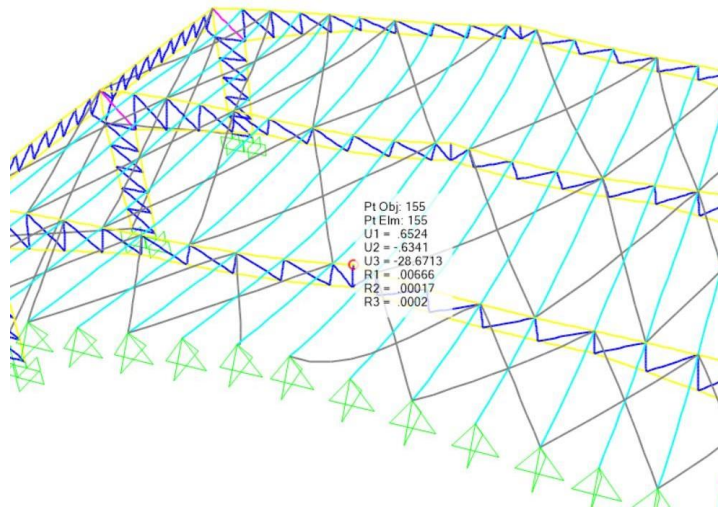 Pt Obj: 155
Pt Elm: 155
U1 = .6524
U2 = -.6341
U3 = -28.6713
R1 = .00666
R2 = .00017
R3 = .0002